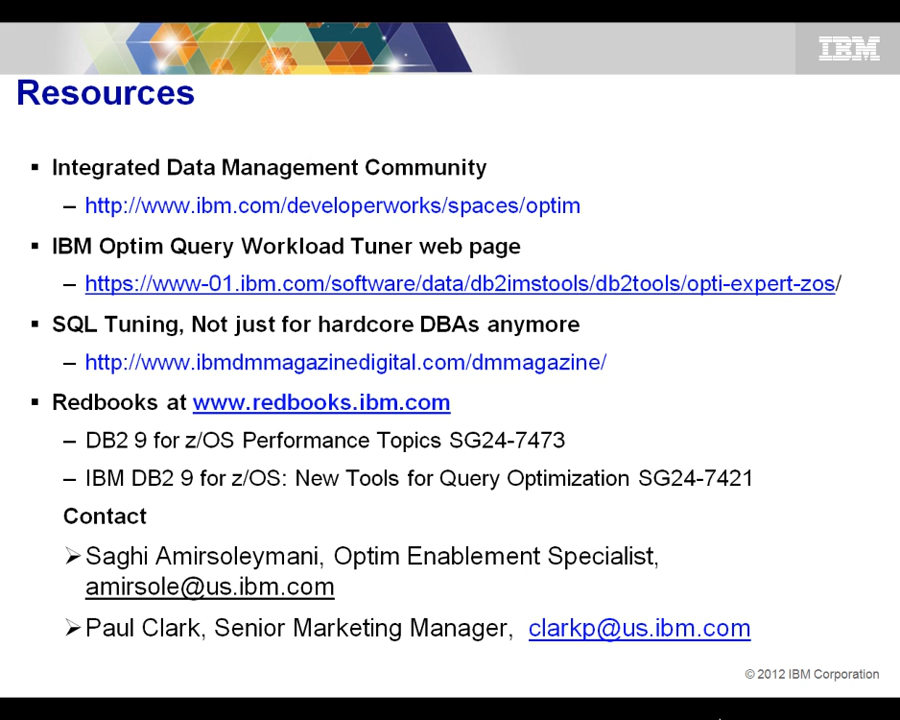 IBM
Resources
▪ Integrated Data Management Community
– http://www.ibm.com/developerworks/spaces/optim
▪ IBM Optim Query Workload Tuner web page
– https://www-01.ibm.com/software/data/db2imstools/db2tools/opti-expert-zos/
▪ SQL Tuning, Not just for hardcore DBAs anymore
– http://www.ibmdmmagazinedigital.com/dmmagazine/
▪ Redbooks at www.redbooks.ibm.com
– DB2 9 for z/OS Performance Topics SG24-7473
– IBM DB2 9 for z/OS: New Tools for Query Optimization SG24-7421
Contact
➢ Saghi Amirsoleymani, Optim Enablement Specialist,
amirsole@us.ibm.com
➢ Paul Clark, Senior Marketing Manager, clarkp@us.ibm.com
© 2012 IBM Corporation